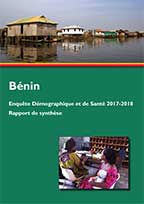 Bénin
Enquête Démographique et de Santé 2017-2018
Rapport de synthèse